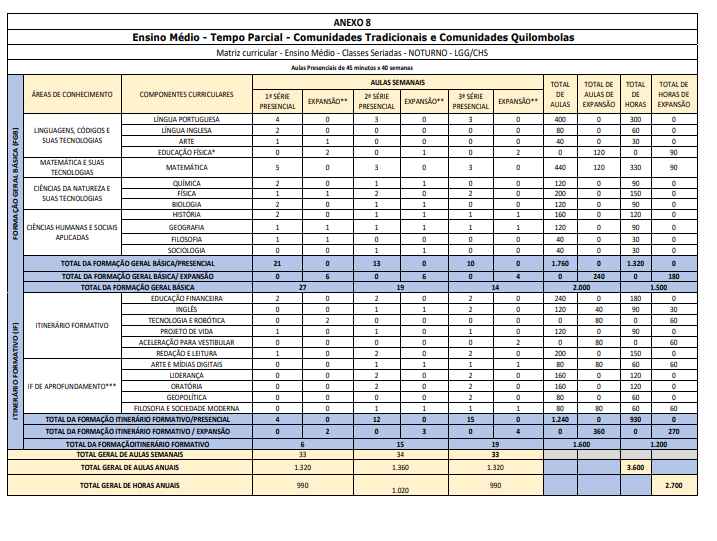 ANEXO 8
Ensino Médio - Tempo Parcial - Comunidades Tradicionais e Comunidades Quilombolas
Matriz curricular - Ensino Médio - Classes Seriadas - NOTURNO - LGG/CHS
Aulas Presenciais de 45 minutos x 40 semanas
ÁREAS DE CONHECIMENTO COMPONENTES CURRICULARES AULAS SEMANAIS TOTAL DE AULAS TOTAL DE AULAS DE EXPANSÃO TOTAL DE HORAS TOTAL DE HORAS DE EXPANSÃO
1ª SÉRIE PRESENCIAL EXPANSÃO** 2ª SÉRIE PRESENCIAL EXPANSÃO** 3ª SÉRIE PRESENCIAL EXPANSÃO**
FORMAÇÃO GERAL BÁSICA (FGB)
LINGUAGENS, CÓDIGOS E SUAS TECNOLOGIAS
LÍNGUA PORTUGUESA 4 0 3 0 3 0 400 0 300 0
LÍNGUA INGLESA 2 0 0 0 0 0 80 0 60 0
ARTE 1 1 0 0 0 0 40 0 30 0
EDUCAÇÃO FÍSICA* 0 2 0 1 0 2 0 120 0 90
MATEMÁTICA E SUAS TECNOLOGIAS
MATEMÁTICA 5 0 3 0 3 0 440 120 330 90
CIÊNCIAS DA NATUREZA E SUAS TECNOLOGIAS
QUÍMICA 2 0 1 1 0 0 120 0 90 0
FÍSICA 1 1 2 0 2 0 200 0 150 0
BIOLOGIA 2 0 1 1 0 0 120 0 90 0
CIÊNCIAS HUMANAS E SOCIAIS APLICADAS
HISTÓRIA 2 0 1 1 1 1 160 0 120 0
GEOGRAFIA 1 1 1 1 1 1 120 0 90 0
FILOSOFIA 1 1 0 0 0 0 40 0 30 0
SOCIOLOGIA 0 0 1 1 0 0 40 0 30 0
TOTAL DA FORMAÇÃO GERAL BÁSICA/PRESENCIAL 21 0 13 0 10 0 1.760 0 1.320 0
TOTAL DA FORMAÇÃO GERAL BÁSICA/ EXPANSÃO 0 6 0 6 0 4 0 240 0 180
TOTAL DA FORMAÇÃO GERAL BÁSICA 27 19 14 2.000 1.500
ITINERÁRIO FORMATIVO (IF)
ITINERÁRIO FORMATIVO
EDUCAÇÃO FINANCEIRA 2 0 2 0 2 0 240 0 180 0
INGLÊS 0 0 1 1 2 0 120 40 90 30
TECNOLOGIA E ROBÓTICA 0 2 0 0 0 0 0 80 0 60
PROJETO DE VIDA 1 0 1 0 1 0 120 0 90 0
ACELERAÇÃO PARA VESTIBULAR 0 0 0 0 0 2 0 80 0 60
REDAÇÃO E LEITURA 1 0 2 0 2 0 200 0 150 0
IF DE APROFUNDAMENTO***
ARTE E MÍDIAS DIGITAIS 0 0 1 1 1 1 80 80 60 60
LIDERANÇA 0 0 2 0 2 0 160 0 120 0
ORATÓRIA 0 0 2 0 2 0 160 0 120 0
GEOPOLÍTICA 0 0 0 0 2 0 80 0 60 0
FILOSOFIA E SOCIEDADE MODERNA 0 0 1 1 1 1 80 80 60 60
TOTAL DA FORMAÇÃO ITINERÁRIO FORMATIVO/PRESENCIAL 4 0 12 0 15 0 1.240 0 930 0
TOTAL DA FORMAÇÃO ITINERÁRIO FORMATIVO / EXPANSÃO 0 2 0 3 0 4 0 360 0 270
TOTAL DA FORMAÇÃOITINERÁRIO FORMATIVO 6 15 19 1.600 1.200
TOTAL GERAL DE AULAS SEMANAIS 33 34 33
TOTAL GERAL DE AULAS ANUAIS 1.320 1.360 1.320 3.600
TOTAL GERAL DE HORAS ANUAIS 990 1.020 990 2.700